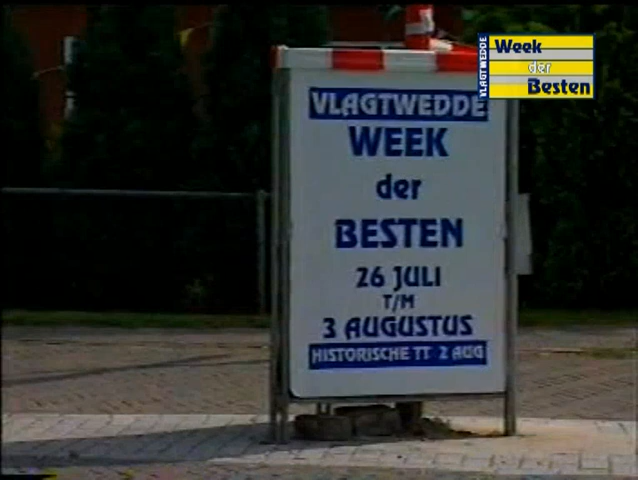 VLAGTWEDDE
Week
der
Besten
VLAGTWEDDE
WEEK
der
BESTEN
26 JULI
T/M
3 AUGUSTUS
HISTORISCHE TT 2 AUG